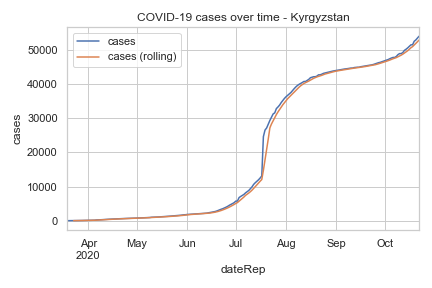 COVID-19 cases over time - Kyrgyzstan
cases
cases (rolling)
50000
40000
30000
20000
10000
0
cases
Apr May Jun Jul Aug Sep Oct
2020
dateRep